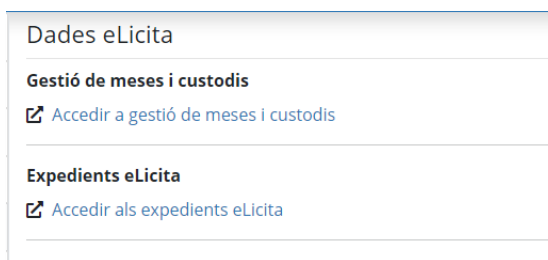 Dades eLicita
Gestió de meses i custodis
Accedir a gestió de meses i custodis
Expedients eLicita
Accedir als expedients eLicita